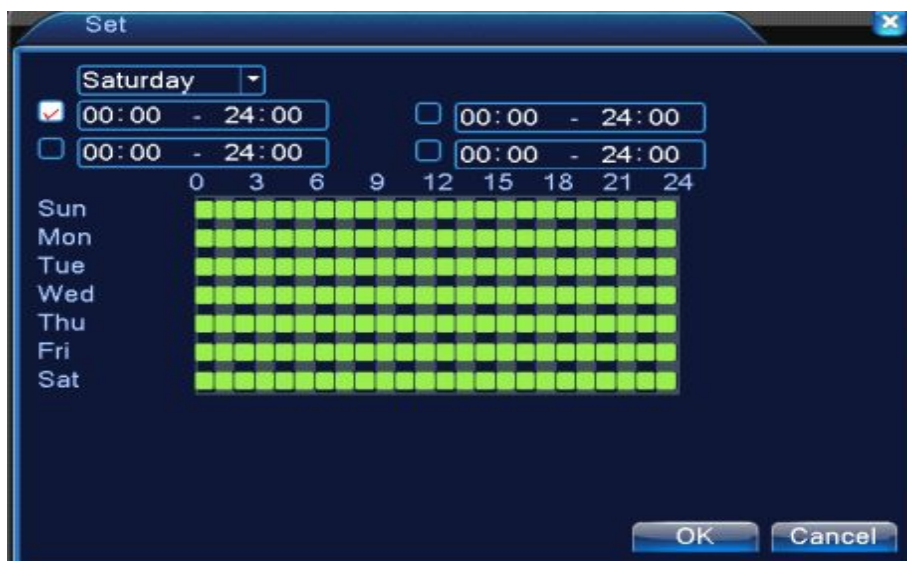 Set
Saturday
00:00 - 24:00 00:00 - 24:00
00:00 - 24:00 00:00 - 24:00
0 3 6 9 12 15 18 21 24
Sun
Mon
Tue
Wed
Thu
Fri
Sat
OK Cancel